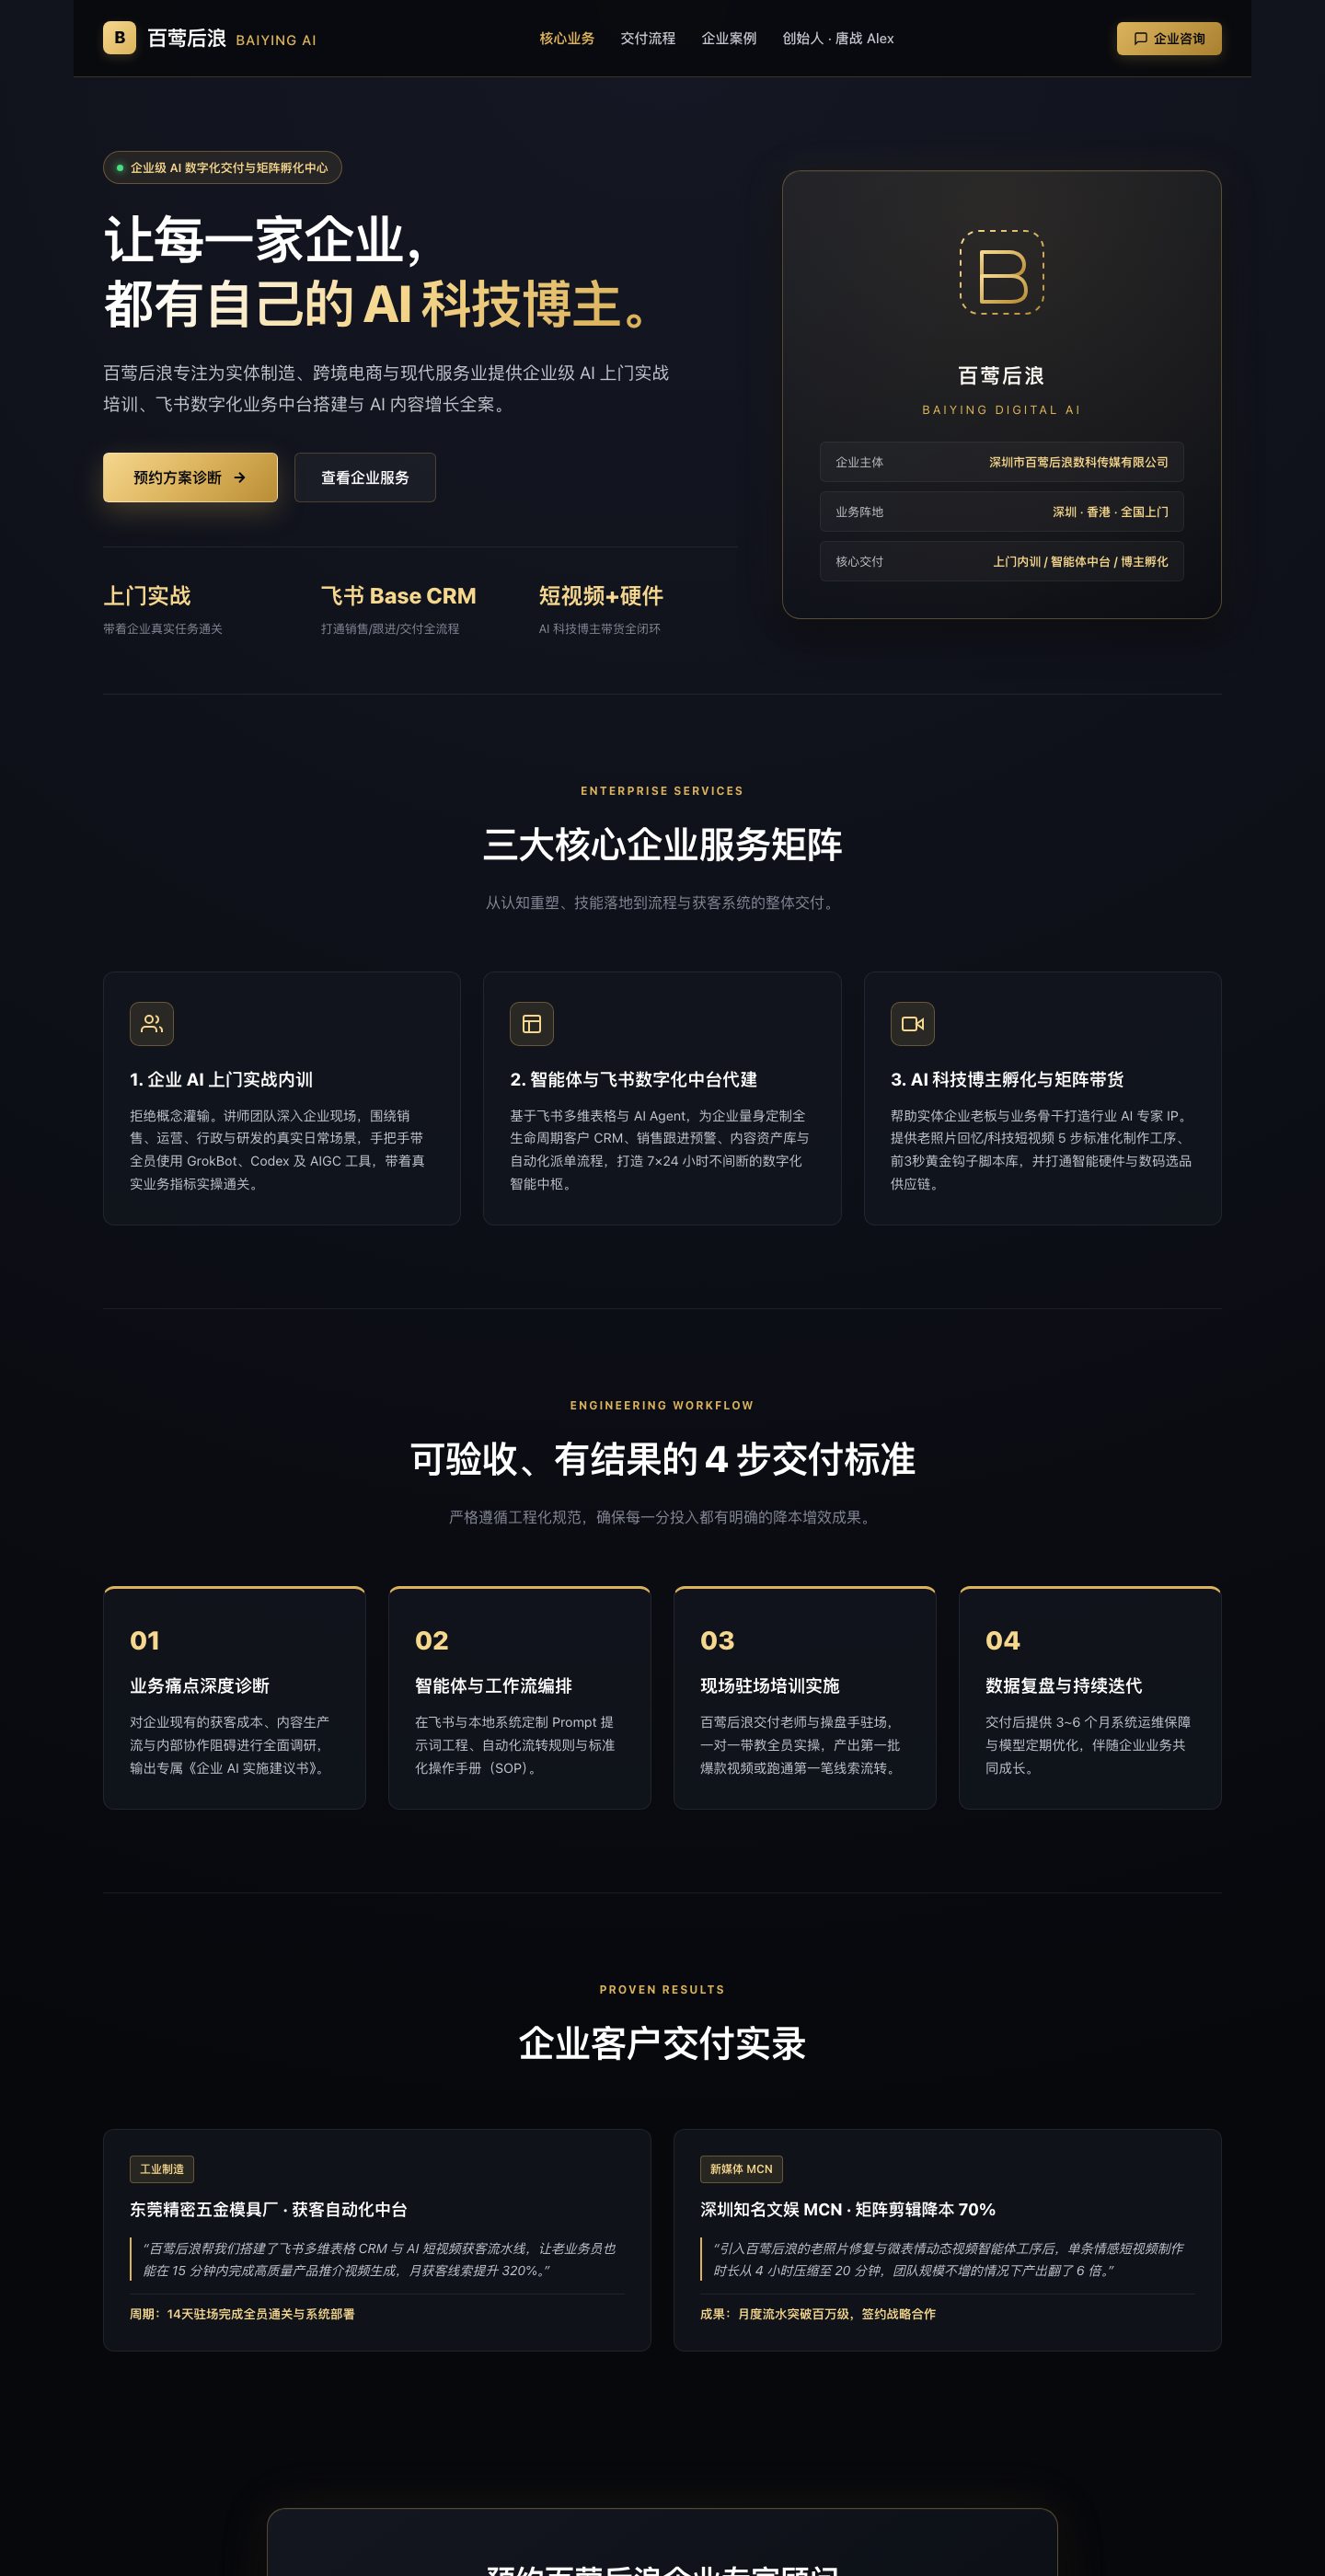 B 百莺后浪 BAIYING AI
核心业务 交付流程 企业案例 创始人 · 唐战 Alex
企业咨询
企业级 AI 数字化交付与矩阵孵化中心
让每一家企业，
都有自己的 AI 科技博主。
百莺后浪专注为实体制造、跨境电商与现代服务业提供企业级 AI 上门实战
培训、飞书数字化业务中台搭建与 AI 内容增长全案。
预约方案诊断 →
查看企业服务
上门实战
带着企业真实任务通关
飞书 Base CRM
打通销售/跟进/交付全流程
短视频+硬件
AI 科技博主带货全闭环
B
百莺后浪
BAIYING DIGITAL AI
企业主体 深圳市百莺后浪数科传媒有限公司
业务阵地 深圳 · 香港 · 全国上门
核心交付 上门内训 / 智能体中台 / 博主孵化
ENTERPRISE SERVICES
三大核心企业服务矩阵
从认知重塑、技能落地到流程与获客系统的整体交付。
1. 企业 AI 上门实战内训
拒绝概念灌输。讲师团队深入企业现场，围绕销
售、运营、行政与研发的真实日常场景，手把手带
全员使用 GrokBot、Codex 及 AIGC 工具，带着真
实业务指标实操通关。
2. 智能体与飞书数字化中台代建
基于飞书多维表格与 AI Agent，为企业量身定制全
生命周期客户 CRM、销售跟进预警、内容资产库与
自动化派单流程，打造 7×24 小时不间断的数字化
智能中枢。
3. AI 科技博主孵化与矩阵带货
帮助实体企业老板与业务骨干打造行业 AI 专家 IP。
提供老照片回忆/科技短视频 5 步标准化制作工序、
前3秒黄金钩子脚本库，并打通智能硬件与数码选品
供应链。
ENGINEERING WORKFLOW
可验收、有结果的 4 步交付标准
严格遵循工程化规范，确保每一分投入都有明确的降本增效成果。
01
业务痛点深度诊断
对企业现有的获客成本、内容生产
流与内部协作阻碍进行全面调研，
输出专属《企业 AI 实施建议书》。
02
智能体与工作流编排
在飞书与本地系统定制 Prompt 提
示词工程、自动化流转规则与标准
化操作手册（SOP）。
03
现场驻场培训实施
百莺后浪交付老师与操盘手驻场，
一对一带教全员实操，产出第一批
爆款视频或跑通第一笔线索流转。
04
数据复盘与持续迭代
交付后提供 3~6 个月系统运维保障
与模型定期优化，伴随企业业务共
同成长。
PROVEN RESULTS
企业客户交付实录
工业制造
东莞精密五金模具厂 · 获客自动化中台
“百莺后浪帮我们搭建了飞书多维表格 CRM 与 AI 短视频获客流水线，让老业务员也
能在 15 分钟内完成高质量产品推介视频生成，月获客线索提升 320%。”
周期：14天驻场完成全员通关与系统部署
新媒体 MCN
深圳知名文娱 MCN · 矩阵剪辑降本 70%
“引入百莺后浪的老照片修复与微表情动态视频智能体工序后，单条情感短视频制作
时长从 4 小时压缩至 20 分钟，团队规模不增的情况下产出翻了 6 倍。”
成果：月度流水突破百万级，签约战略合作
预约百莺后浪企业专家顾问